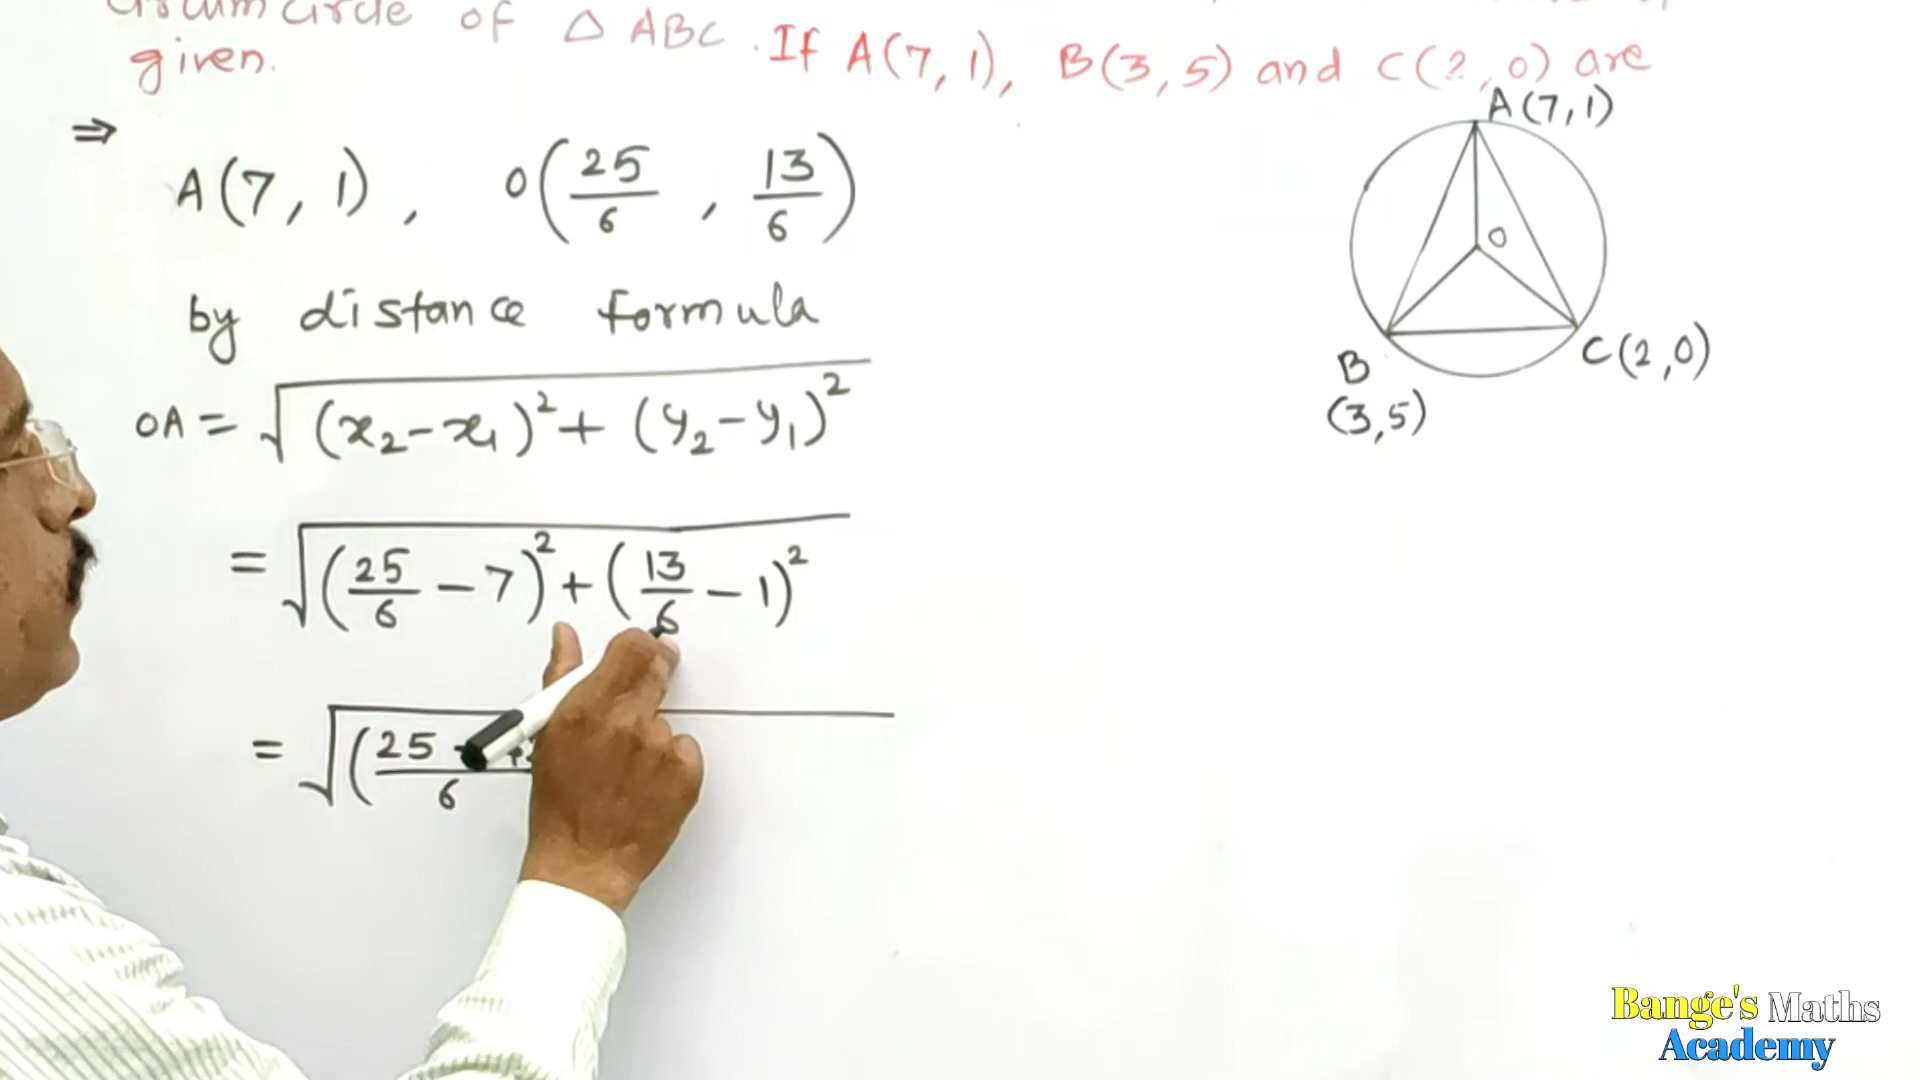 circumcircle of △ ABC. If A(7,1), B(3,5) and C(2,0) are
given.
⇒
A(7, 1), O(25/6, 13/6)
by distance formula
OA = √((x₂-x₁)² + (y₂-y₁)²)
= √((25/6 - 7)² + (13/6 - 1)²)
= √((25
6
A(7,1)
O
B
(3,5)
C(2,0)
Bange's Maths
Academy